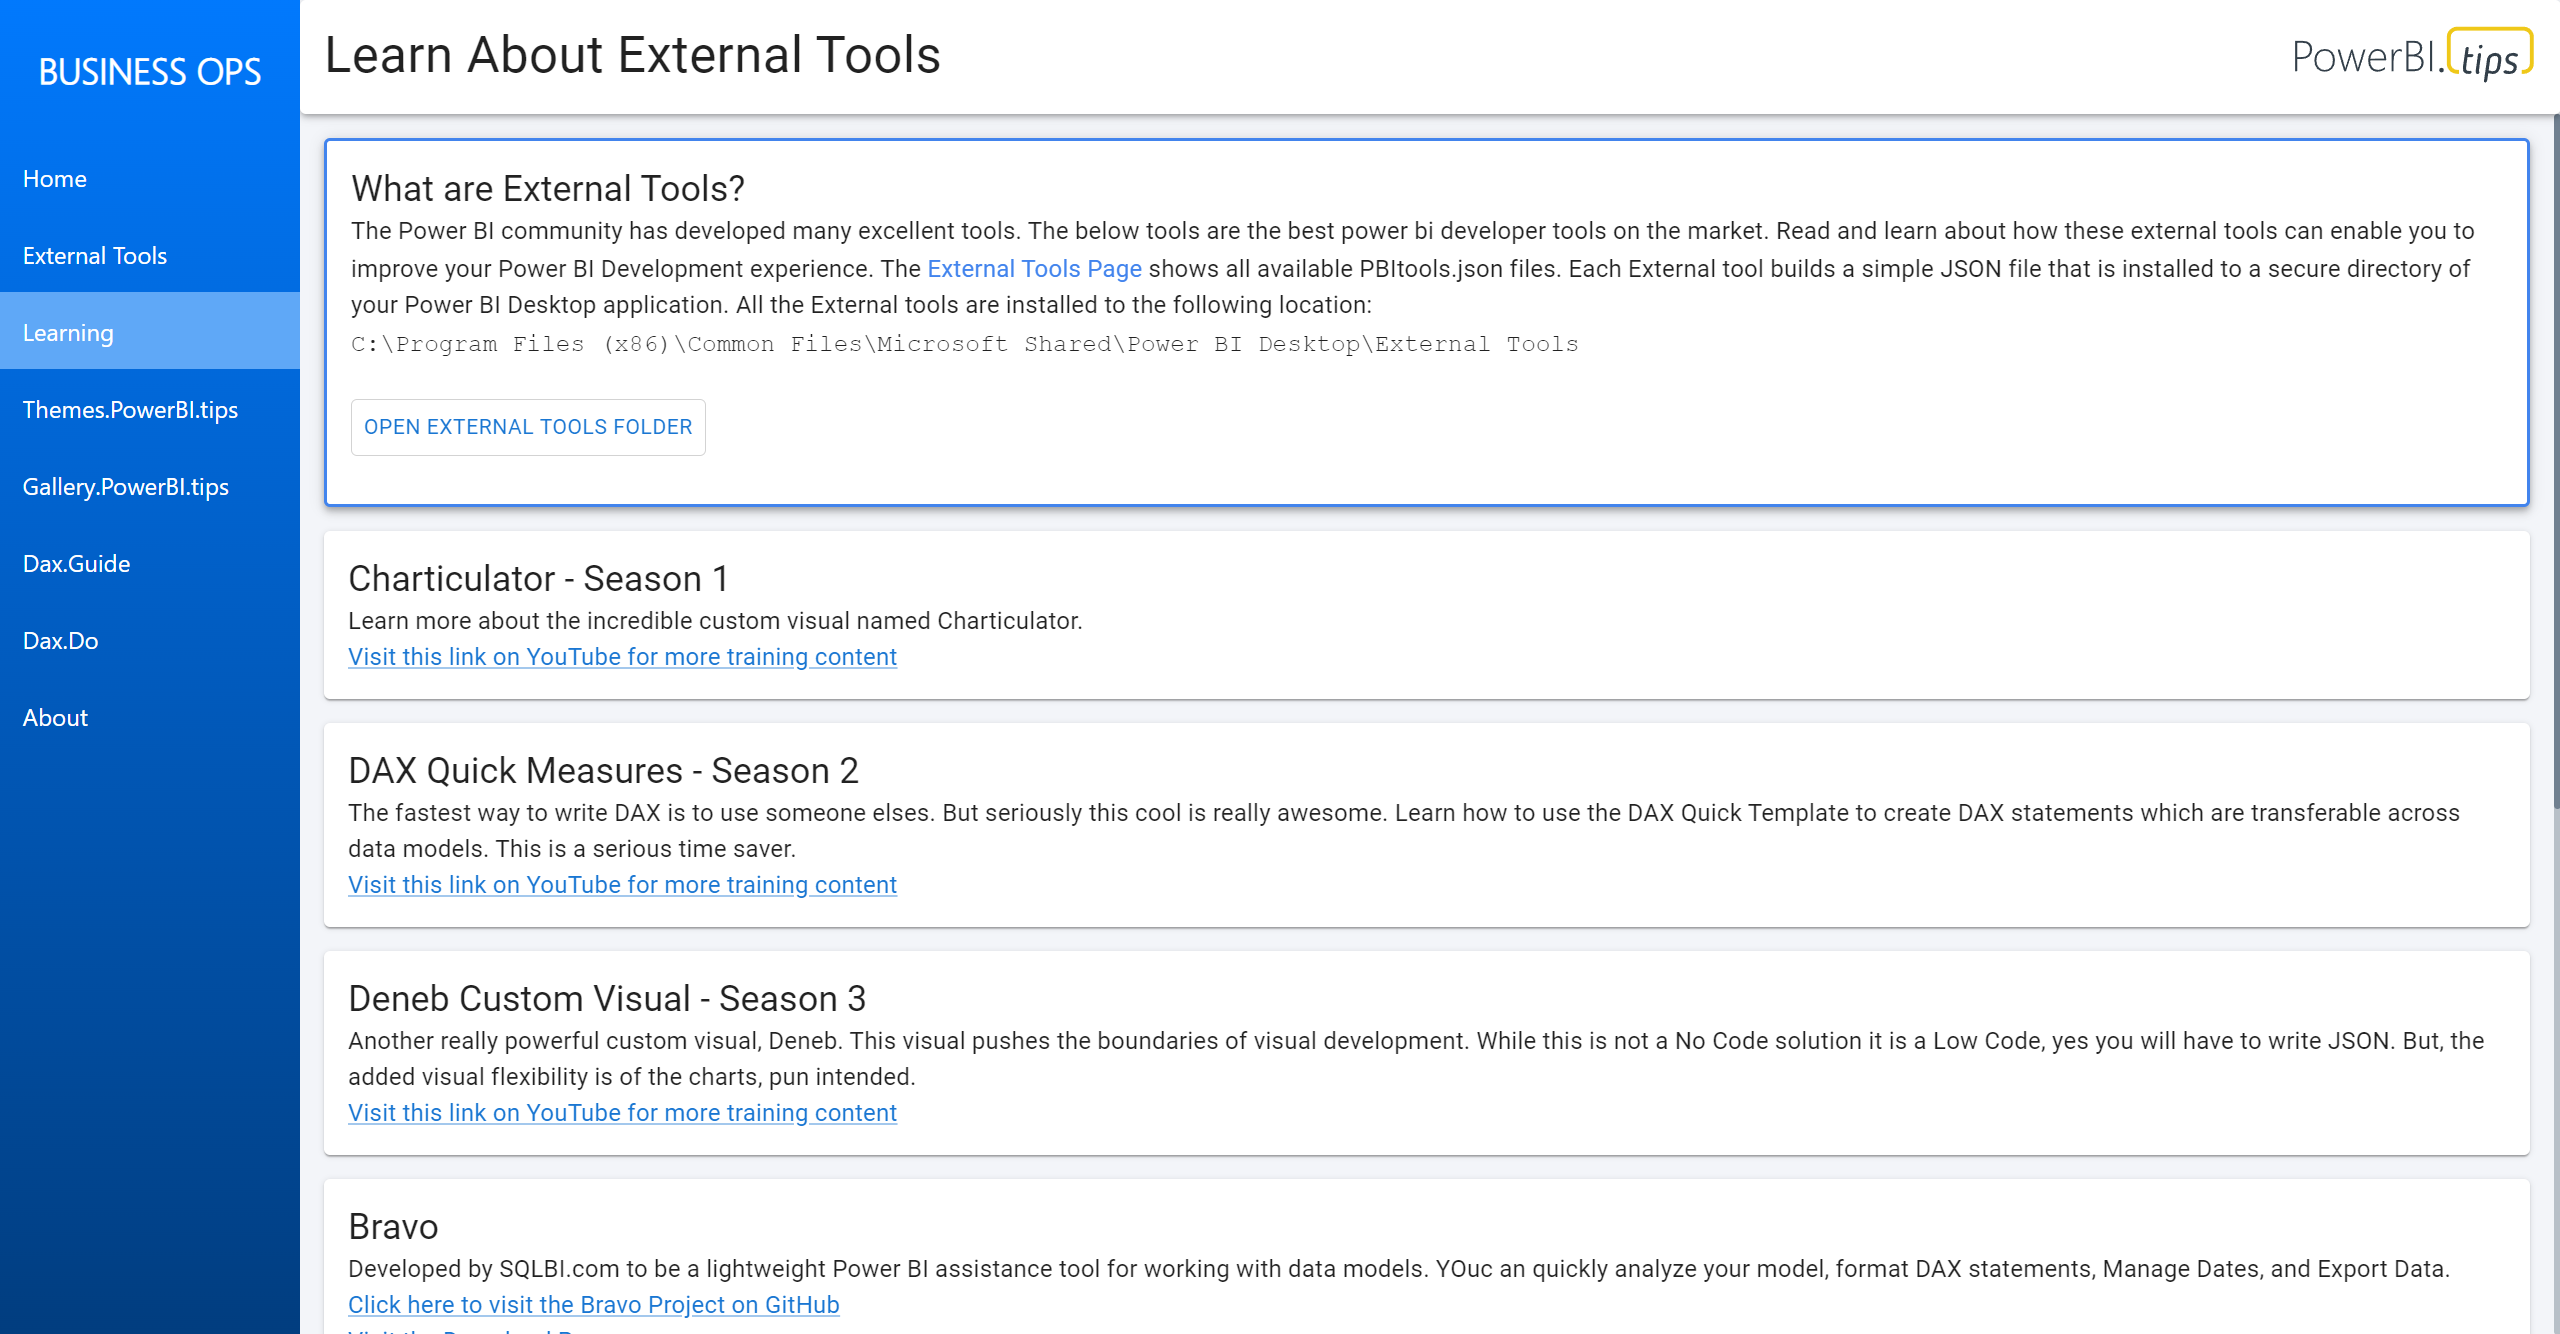 BUSINESS OPS
Home
External Tools
Learning
Themes.PowerBI.tips
Gallery.PowerBI.tips
Dax.Guide
Dax.Do
About
Learn About External Tools
PowerBI.tips
What are External Tools?
The Power BI community has developed many excellent tools. The below tools are the best power bi developer tools on the market. Read and learn about how these external tools can enable you to
improve your Power BI Development experience. The External Tools Page shows all available PBItools.json files. Each External tool builds a simple JSON file that is installed to a secure directory of
your Power BI Desktop application. All the External tools are installed to the following location:
C:\Program Files (x86)\Common Files\Microsoft Shared\Power BI Desktop\External Tools
OPEN EXTERNAL TOOLS FOLDER
Charticulator - Season 1
Learn more about the incredible custom visual named Charticulator.
Visit this link on YouTube for more training content
DAX Quick Measures - Season 2
The fastest way to write DAX is to use someone elses. But seriously this cool is really awesome. Learn how to use the DAX Quick Template to create DAX statements which are transferable across
data models. This is a serious time saver.
Visit this link on YouTube for more training content
Deneb Custom Visual - Season 3
Another really powerful custom visual, Deneb. This visual pushes the boundaries of visual development. While this is not a No Code solution it is a Low Code, yes you will have to write JSON. But, the
added visual flexibility is of the charts, pun intended.
Visit this link on YouTube for more training content
Bravo
Developed by SQLBI.com to be a lightweight Power BI assistance tool for working with data models. YOuc an quickly analyze your model, format DAX statements, Manage Dates, and Export Data.
Click here to visit the Bravo Project on GitHub